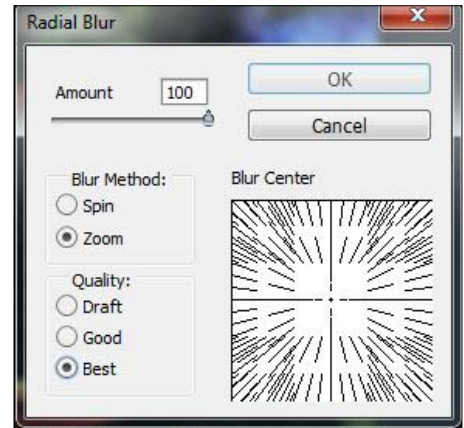 Radial Blur
Amount 100
OK
Cancel
Blur Method:
Spin
Zoom
Blur Center
Quality:
Draft
Good
Best